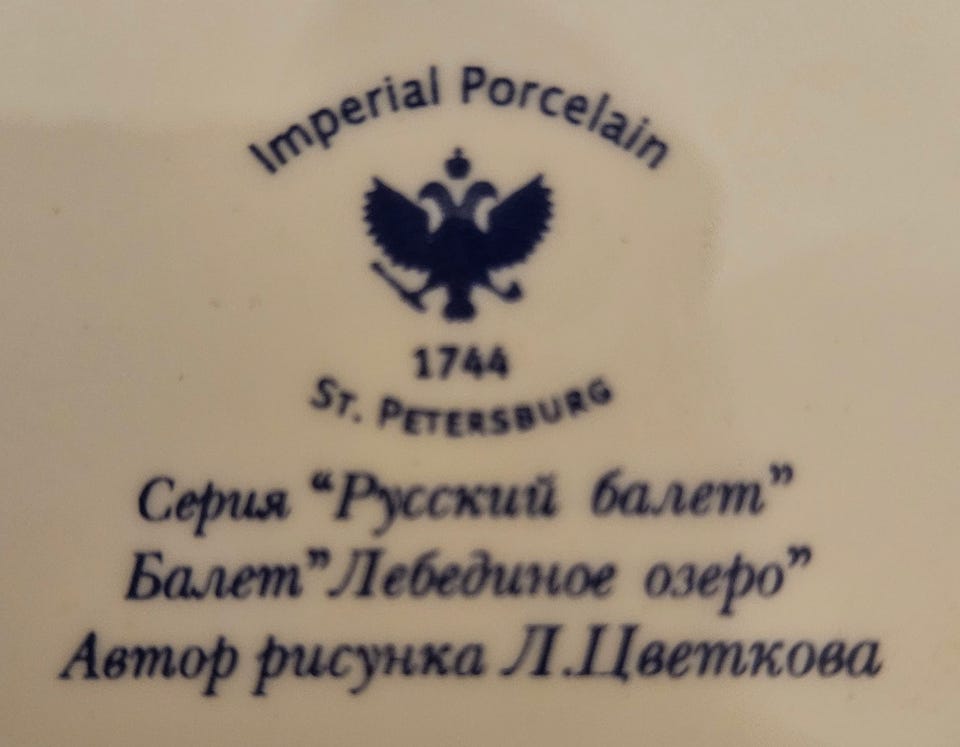 Imperial Porcelain
1744
ST. PETERSBURG
Серия “Русский балет”
Балет”Лебединое озеро”
Автор рисунка Л.Цветкова